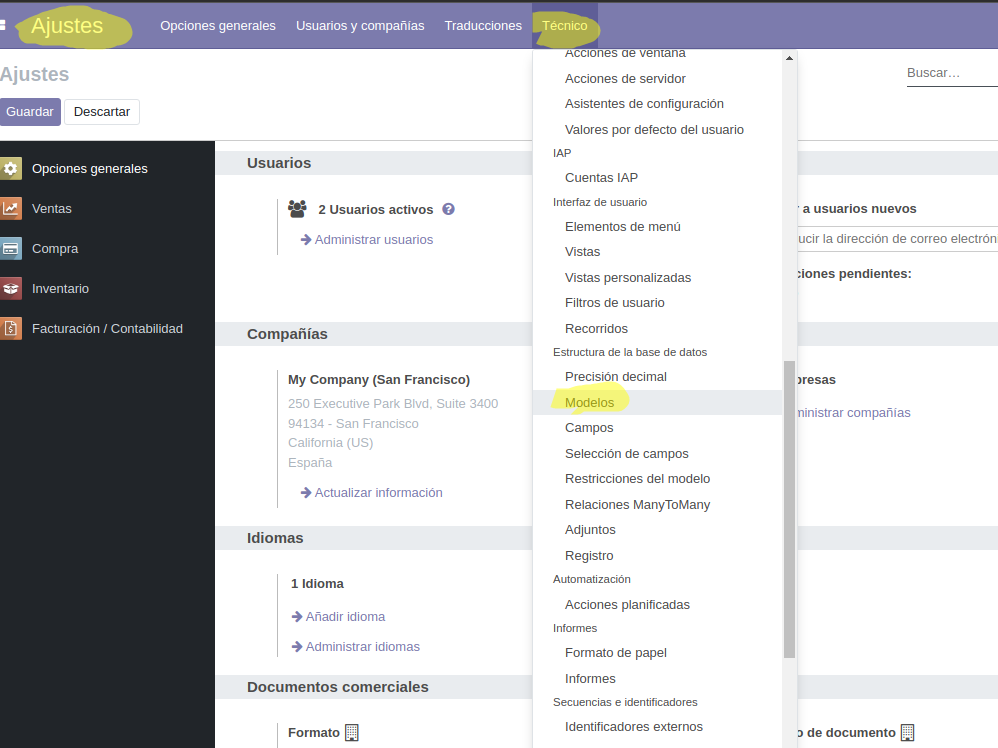 Ajustes Opciones generales Usuarios y compañías Traducciones Técnico
Ajustes
Buscar...
Guardar Descartar
Opciones generales
Ventas
Compra
Inventario
Facturación / Contabilidad
Usuarios
2 Usuarios activos ?
Administrar usuarios
Compañías
My Company (San Francisco)
250 Executive Park Blvd, Suite 3400
94134 - San Francisco
California (US)
España
Actualizar información
Idiomas
1 Idioma
Añadir idioma
Administrar idiomas
Documentos comerciales
Formato
Acciones de ventana
Acciones de servidor
Asistentes de configuración
Valores por defecto del usuario
IAP
Cuentas IAP
Interfaz de usuario
Elementos de menú
Vistas
Vistas personalizadas
Filtros de usuario
Recorridos
Estructura de la base de datos
Precisión decimal
Modelos
Campos
Selección de campos
Restricciones del modelo
Relaciones ManyToMany
Adjuntos
Registro
Automatización
Acciones planificadas
Informes
Formato de papel
Informes
Secuencias e identificadores
Identificadores externos
a usuarios nuevos
ucir la dirección de correo electrón
ciones pendientes:
presas
ministrar compañías
o de documento